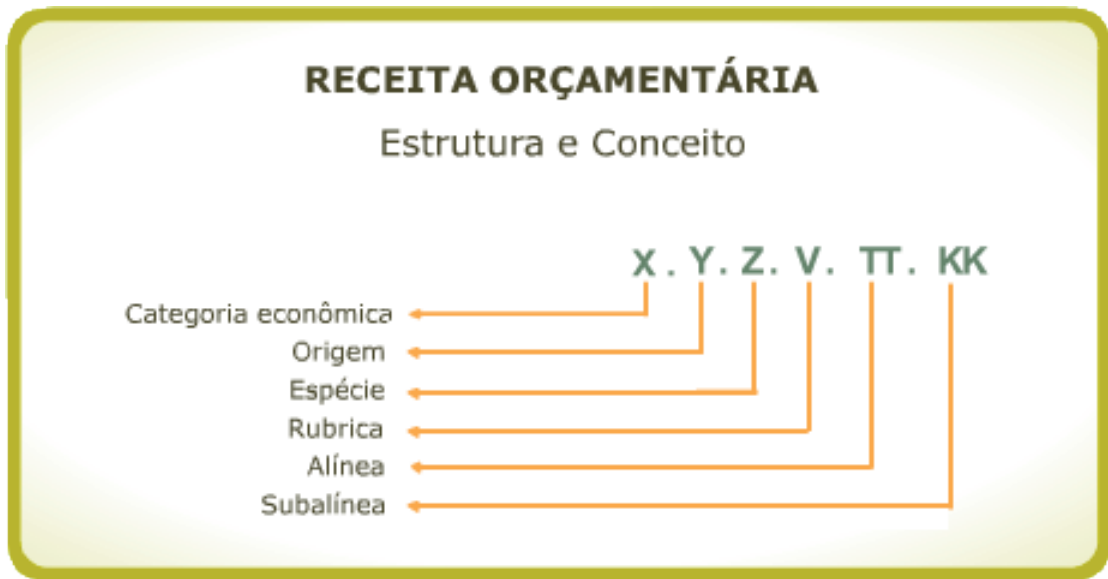 RECEITA ORÇAMENTÁRIA
Estrutura e Conceito
X . Y . Z . V . TT . KK
Categoria econômica
Origem
Espécie
Rubrica
Alínea
Subalínea